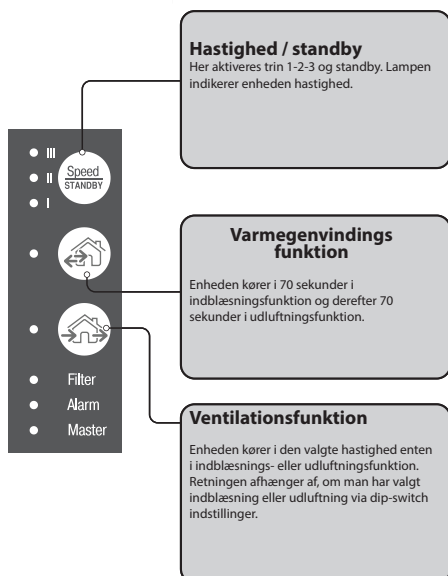 Hastighed / standby
Her aktiveres trin 1-2-3 og standby. Lampen
indikerer enheden hastighed.
III
II
I
Speed
STANDBY
Varmegenvindings
funktion
Enheden kører i 70 sekunder i
indblæsningsfunktion og derefter 70
sekunder i udluftningsfunktion.
Filter
Alarm
Master
Ventilationsfunktion
Enheden kører i den valgte hastighed enten
i indblæsnings- eller udluftningsfunktion.
Retningen afhænger af, om man har valgt
indblæsning eller udluftning via dip-switch
indstillinger.